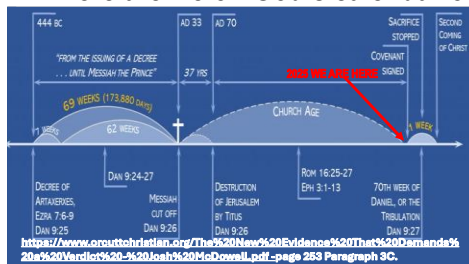 444 BC
AD 33
AD 70
SACRIFICE
STOPPED
SECOND
COMING
OF CHRIST
"FROM THE ISSUING OF A DECREE
. . . UNTIL MESSIAH THE PRINCE"
37 YRS
COVENANT
SIGNED
WE ARE HERE
69 WEEKS (173,880 DAYS)
CHURCH AGE
7 WEEKS
62 WEEKS
1 WEEK
DAN 9:24-27
ROM 16:25-27
EPH 3:1-13
DECREE OF
ARTAXERXES,
EZRA 7:6-9
DAN 9:25
MESSIAH
CUT OFF
DAN 9:26
DESTRUCTION
OF JERUSALEM
BY TITUS
DAN 9:26
70TH WEEK OF
DANIEL, OR THE
TRIBULATION
DAN 9:27
https://www.orcuttchristian.org/The%20New%20Evidence%20That%20Demands%
20a%20Verdict%20-%20Josh%20McDowell.pdf -page 253 Paragraph 3C.